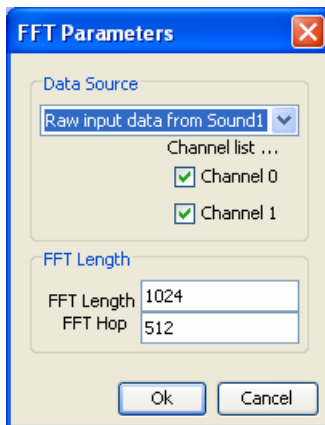 FFT Parameters
Data Source
Raw input data from Sound1
Channel list ...
Channel 0
Channel 1
FFT Length
FFT Length 1024
FFT Hop 512
Ok Cancel